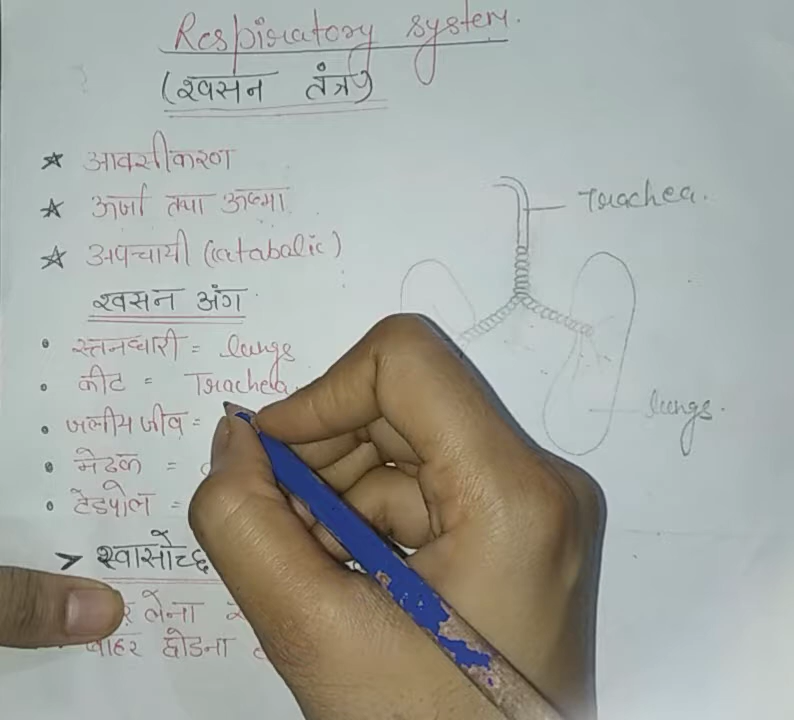 Respiratory system.
(श्वसन तंत्र)
★ आक्सीकरण
★ ऊर्जा तथा ऊष्मा
★ अपचायी (catabolic)
श्वसन अंग
• स्तनधारी = lungs
• कीट = Trachea.
• जलीय जीव =
• मेंढक =
• टैडपोल =
➤
लेना
बाहर छोडना
Trachea.
lungs.